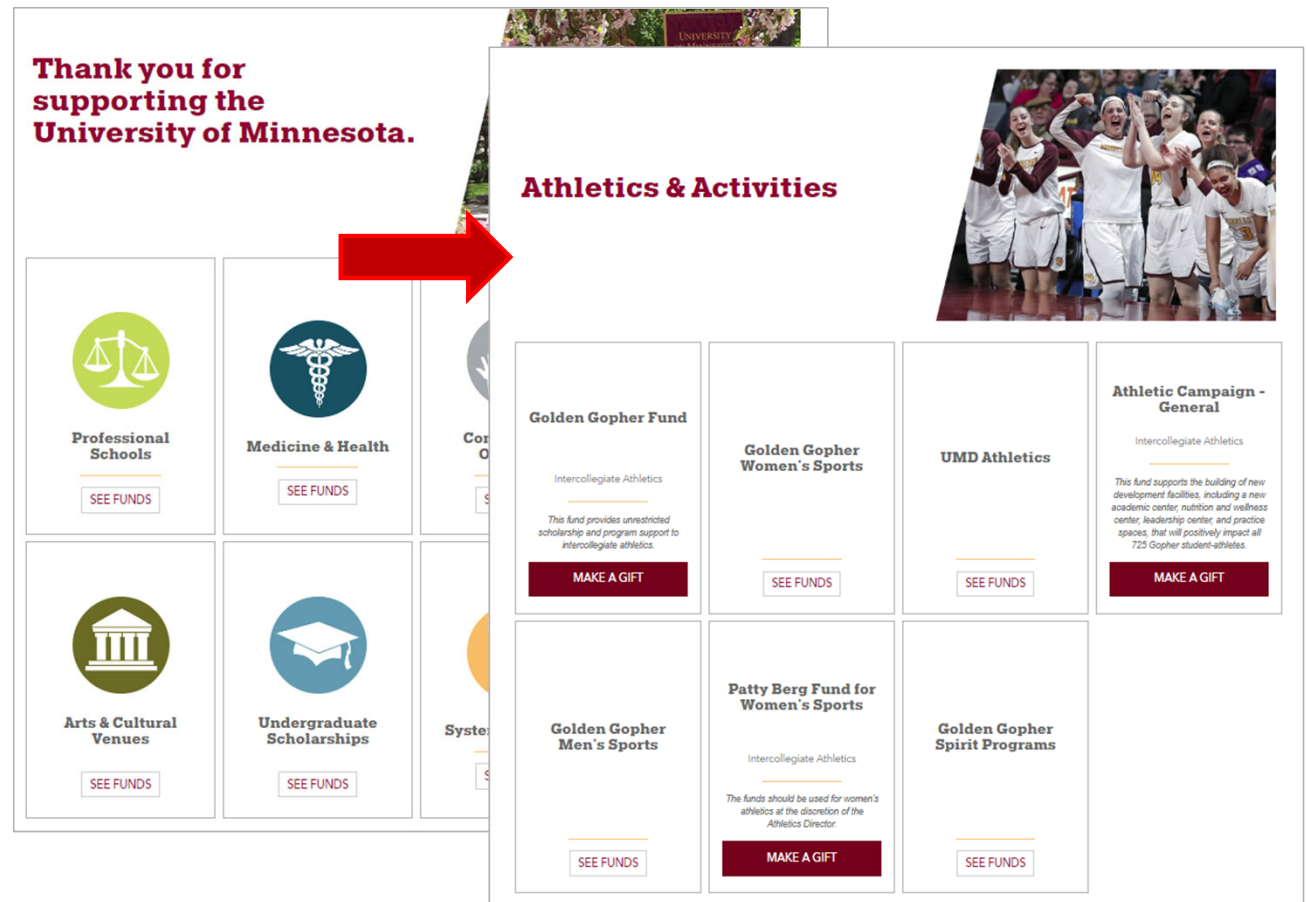 Thank you for
supporting the
University of Minnesota.
UNIVERSITY
Professional
Schools
SEE FUNDS
Medicine & Health
SEE FUNDS
Arts & Cultural
Venues
SEE FUNDS
Undergraduate
Scholarships
SEE FUNDS
Athletics & Activities
Golden Gopher Fund
Intercollegiate Athletics
This fund provides unrestricted
scholarship and program support to
intercollegiate athletics.
MAKE A GIFT
Golden Gopher
Women's Sports
SEE FUNDS
UMD Athletics
SEE FUNDS
Athletic Campaign -
General
Intercollegiate Athletics
This fund supports the building of new
development facilities, including a new
academic center, nutrition and wellness
center, leadership center, and practice
spaces, that will positively impact all
725 Gopher student-athletes.
MAKE A GIFT
Golden Gopher
Men's Sports
SEE FUNDS
Patty Berg Fund for
Women's Sports
Intercollegiate Athletics
The funds should be used for women's
athletics at the discretion of the
Athletics Director.
MAKE A GIFT
Golden Gopher
Spirit Programs
SEE FUNDS